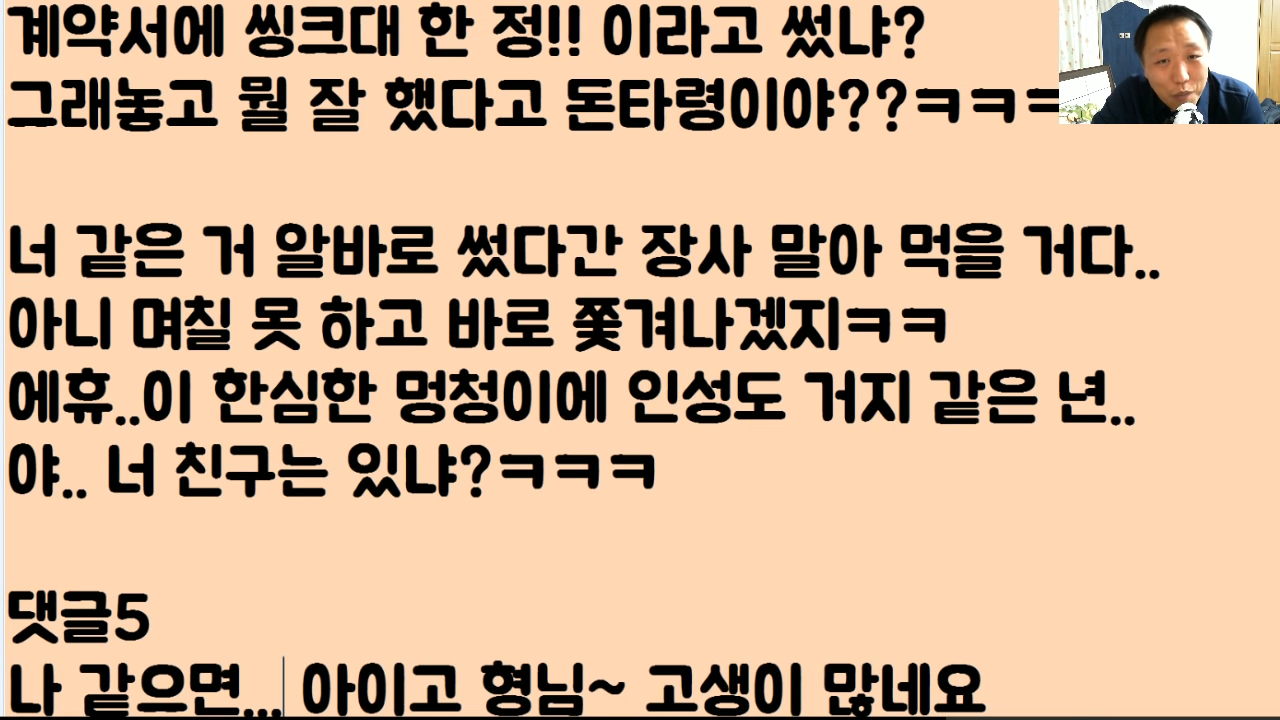 계약서에 씽크대 한 정!! 이라고 썼냐?
그래놓고 뭘 잘 했다고 돈타령이야??ㅋㅋㅋ
너 같은 거 알바로 썼다간 장사 말아 먹을 거다..
아니 며칠 못 하고 바로 쫓겨나겠지ㅋㅋ
에휴..이 한심한 멍청이에 인성도 거지 같은 년..
야.. 너 친구는 있냐?ㅋㅋㅋ
댓글5
나 같으면... 아이고 형님~ 고생이 많네요